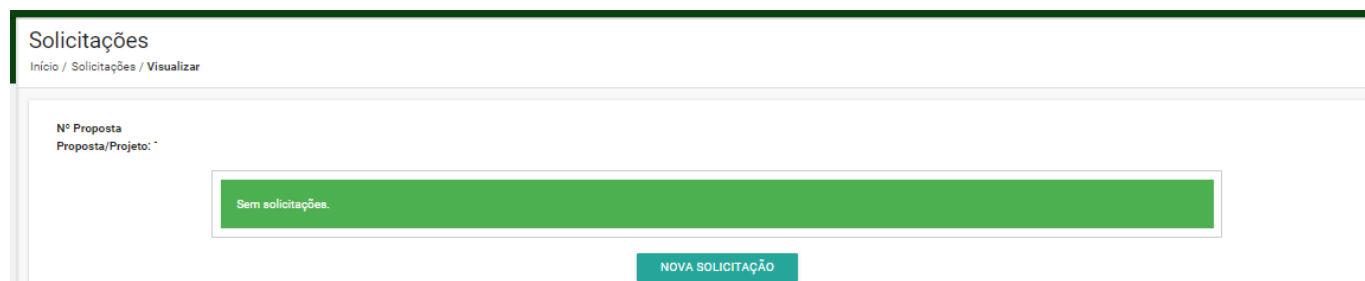 Solicitações
Início / Solicitações / Visualizar
Nº Proposta
Proposta/Projeto: -
Sem solicitações.
NOVA SOLICITAÇÃO